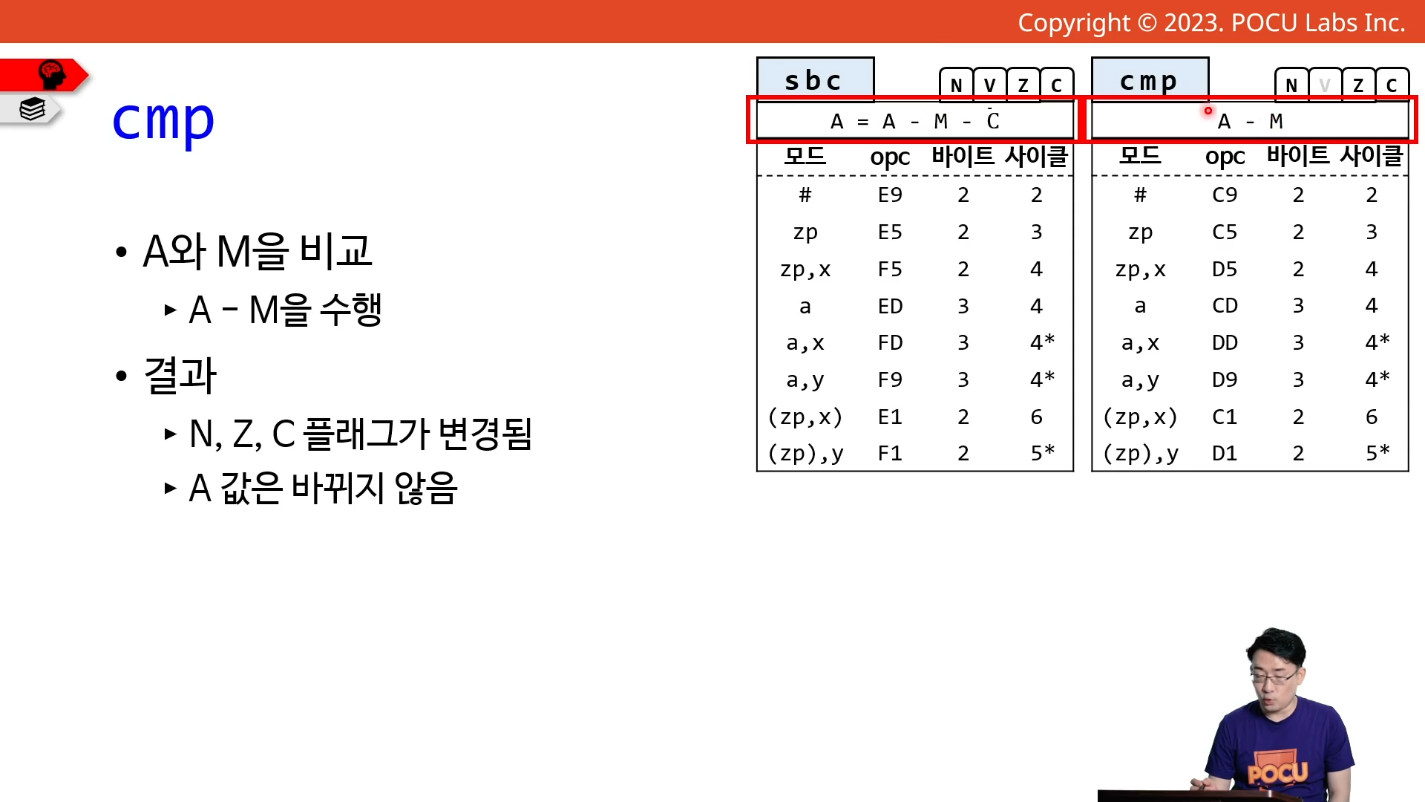 Copyright © 2023. POCU Labs Inc.
cmp
• A와 M을 비교
▸ A – M을 수행
• 결과
▸ N, Z, C 플래그가 변경됨
▸ A 값은 바뀌지 않음
sbc N V Z C
A = A - M - C̅
모드 opc 바이트 사이클
# E9 2 2
zp E5 2 3
zp,x F5 2 4
a ED 3 4
a,x FD 3 4*
a,y F9 3 4*
(zp,x) E1 2 6
(zp),y F1 2 5*
cmp N V Z C
A - M
모드 opc 바이트 사이클
# C9 2 2
zp C5 2 3
zp,x D5 2 4
a CD 3 4
a,x DD 3 4*
a,y D9 3 4*
(zp,x) C1 2 6
(zp),y D1 2 5*
POCU